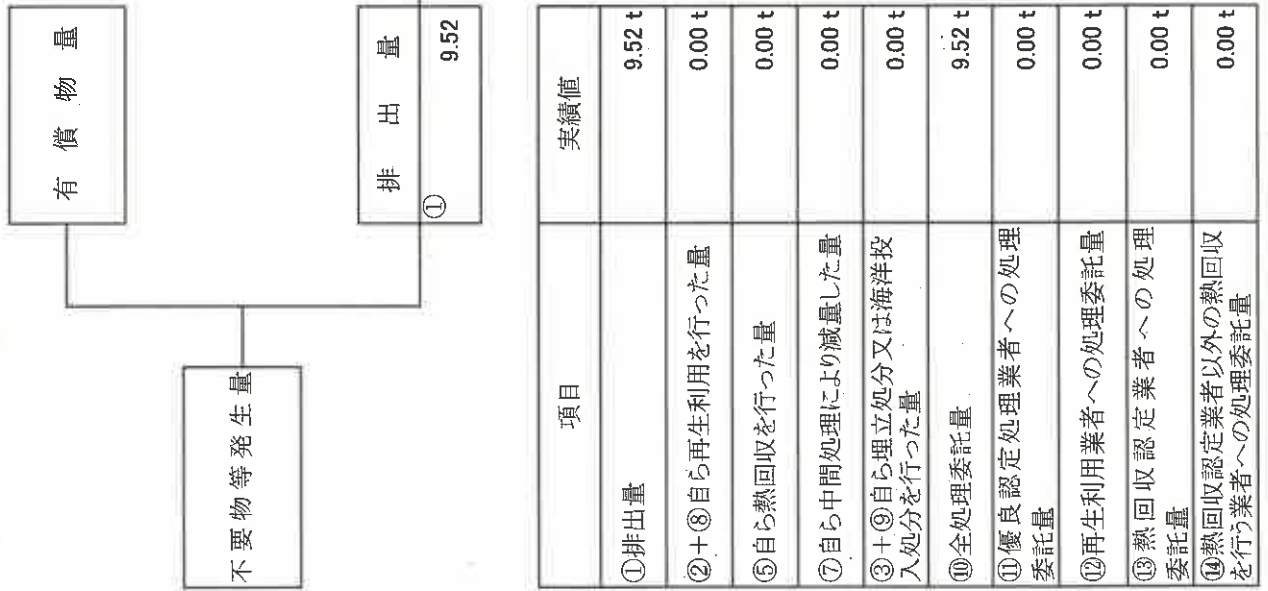 不要物等発生量
有償物量
排出量
① 9.52
項目 実績値
①排出量 9.52 t
②+⑧自ら再生利用を行った量 0.00 t
⑤自ら熱回収を行った量 0.00 t
⑦自ら中間処理により減量した量 0.00 t
③+⑨自ら埋立処分又は海洋投
入処分を行った量 0.00 t
⑩全処理委託量 9.52 t
⑪優良認定処理業者への処理
委託量 0.00 t
⑫再生利用業者への処理委託量 0.00 t
⑬熱回収認定業者への処理
委託量 0.00 t
⑭熱回収認定業者以外の熱回収
を行う業者への処理委託量 0.00 t